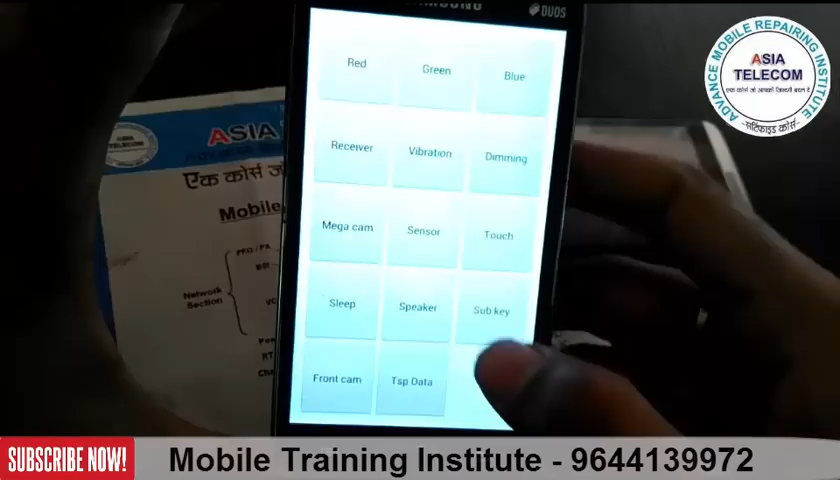 SAMSUNG
DUOS
Red
Green
Blue
Receiver
Vibration
Dimming
Mega cam
Sensor
Touch
Sleep
Speaker
Sub key
Front cam
Tsp Data
ADVANCE MOBILE REPAIRING INSTITUTE
ASIA
TELECOM
एक कोर्स जो आपकी जिन्दगी बदल दे
-सर्टिफाइड कोर्स-
ASIA
एक कोर्स जो
Mobile
PFO / PA
Network
Section
SUBSCRIBE NOW!
Mobile Training Institute - 9644139972